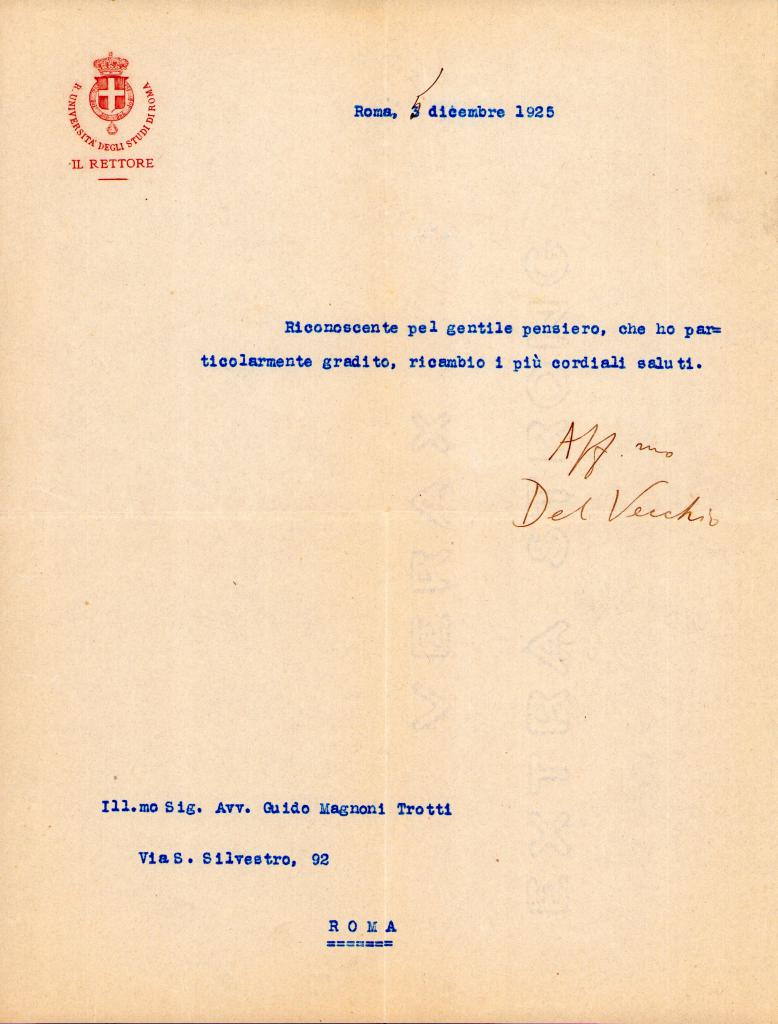 R. UNIVERSITÀ DEGLI STUDI DI ROMA
IL RETTORE
Roma, 5 dicembre 1925
Riconoscente pel gentile pensiero, che ho par=
ticolarmente gradito, ricambio i più cordiali saluti.
Aff.mo
Del Vecchio
Ill.mo Sig. Avv. Guido Magnoni Trotti
Via S. Silvestro, 92
ROMA